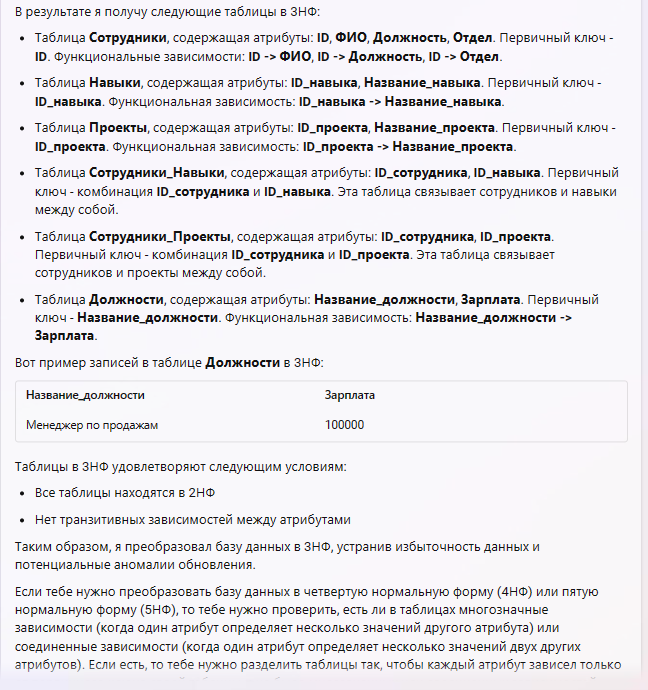 В результате я получу следующие таблицы в 3НФ:
• Таблица Сотрудники, содержащая атрибуты: ID, ФИО, Должность, Отдел. Первичный ключ -
ID. Функциональные зависимости: ID -> ФИО, ID -> Должность, ID -> Отдел.
• Таблица Навыки, содержащая атрибуты: ID_навыка, Название_навыка. Первичный ключ -
ID_навыка. Функциональная зависимость: ID_навыка -> Название_навыка.
• Таблица Проекты, содержащая атрибуты: ID_проекта, Название_проекта. Первичный ключ -
ID_проекта. Функциональная зависимость: ID_проекта -> Название_проекта.
• Таблица Сотрудники_Навыки, содержащая атрибуты: ID_сотрудника, ID_навыка. Первичный
ключ - комбинация ID_сотрудника и ID_навыка. Эта таблица связывает сотрудников и навыки
между собой.
• Таблица Сотрудники_Проекты, содержащая атрибуты: ID_сотрудника, ID_проекта.
Первичный ключ - комбинация ID_сотрудника и ID_проекта. Эта таблица связывает
сотрудников и проекты между собой.
• Таблица Должности, содержащая атрибуты: Название_должности, Зарплата. Первичный
ключ - Название_должности. Функциональная зависимость: Название_должности ->
Зарплата.
Вот пример записей в таблице Должности в 3НФ:
Название_должности Зарплата
Менеджер по продажам 100000
Таблицы в 3НФ удовлетворяют следующим условиям:
• Все таблицы находятся в 2НФ
• Нет транзитивных зависимостей между атрибутами
Таким образом, я преобразовал базу данных в 3НФ, устранив избыточность данных и
потенциальные аномалии обновления.
Если тебе нужно преобразовать базу данных в четвертую нормальную форму (4НФ) или пятую
нормальную форму (5НФ), то тебе нужно проверить, есть ли в таблицах многозначные
зависимости (когда один атрибут определяет несколько значений другого атрибута) или
соединенные зависимости (когда один атрибут определяет несколько значений двух других
атрибутов). Если есть, то тебе нужно разделить таблицы так, чтобы каждый атрибут зависел только